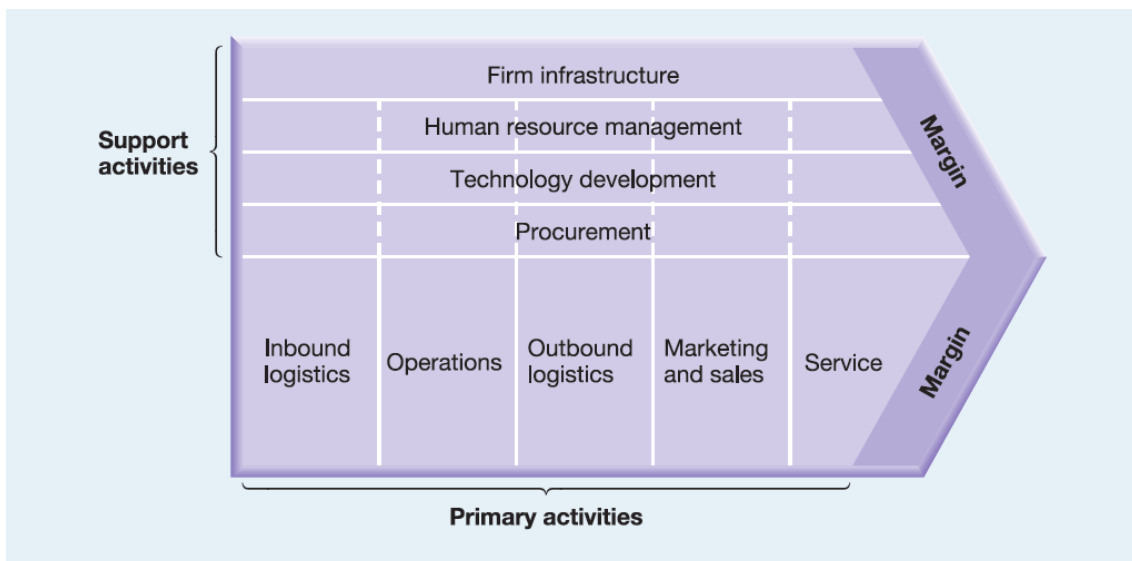 Firm infrastructure
Human resource management
Technology development
Procurement
Support
activities
Margin
Inbound
logistics
Operations
Outbound
logistics
Marketing
and sales
Service
Margin
Primary activities